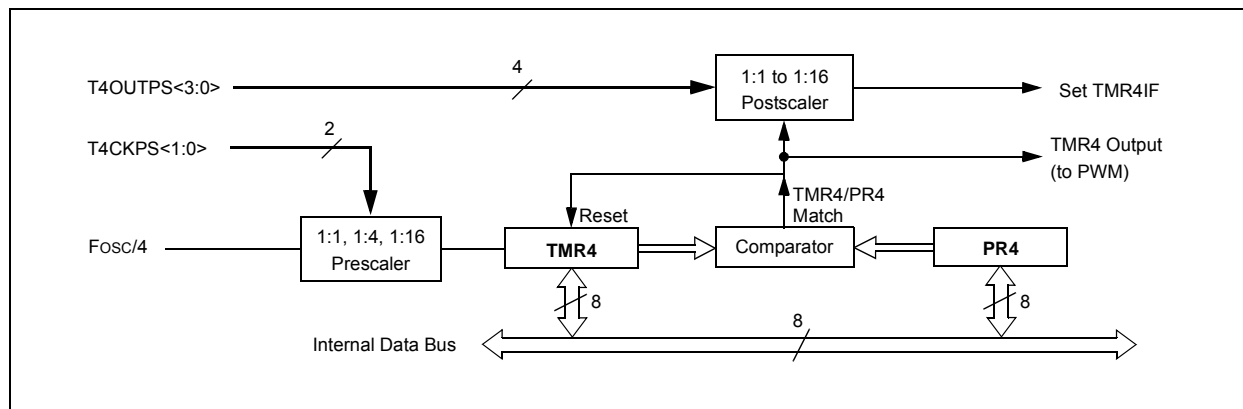 T4OUTPS<3:0>
4
1:1 to 1:16
Postscaler
Set TMR4IF
T4CKPS<1:0>
2
TMR4 Output
(to PWM)
TMR4/PR4
Match
Reset
FOSC/4
1:1, 1:4, 1:16
Prescaler
TMR4
Comparator
PR4
8
8
8
Internal Data Bus